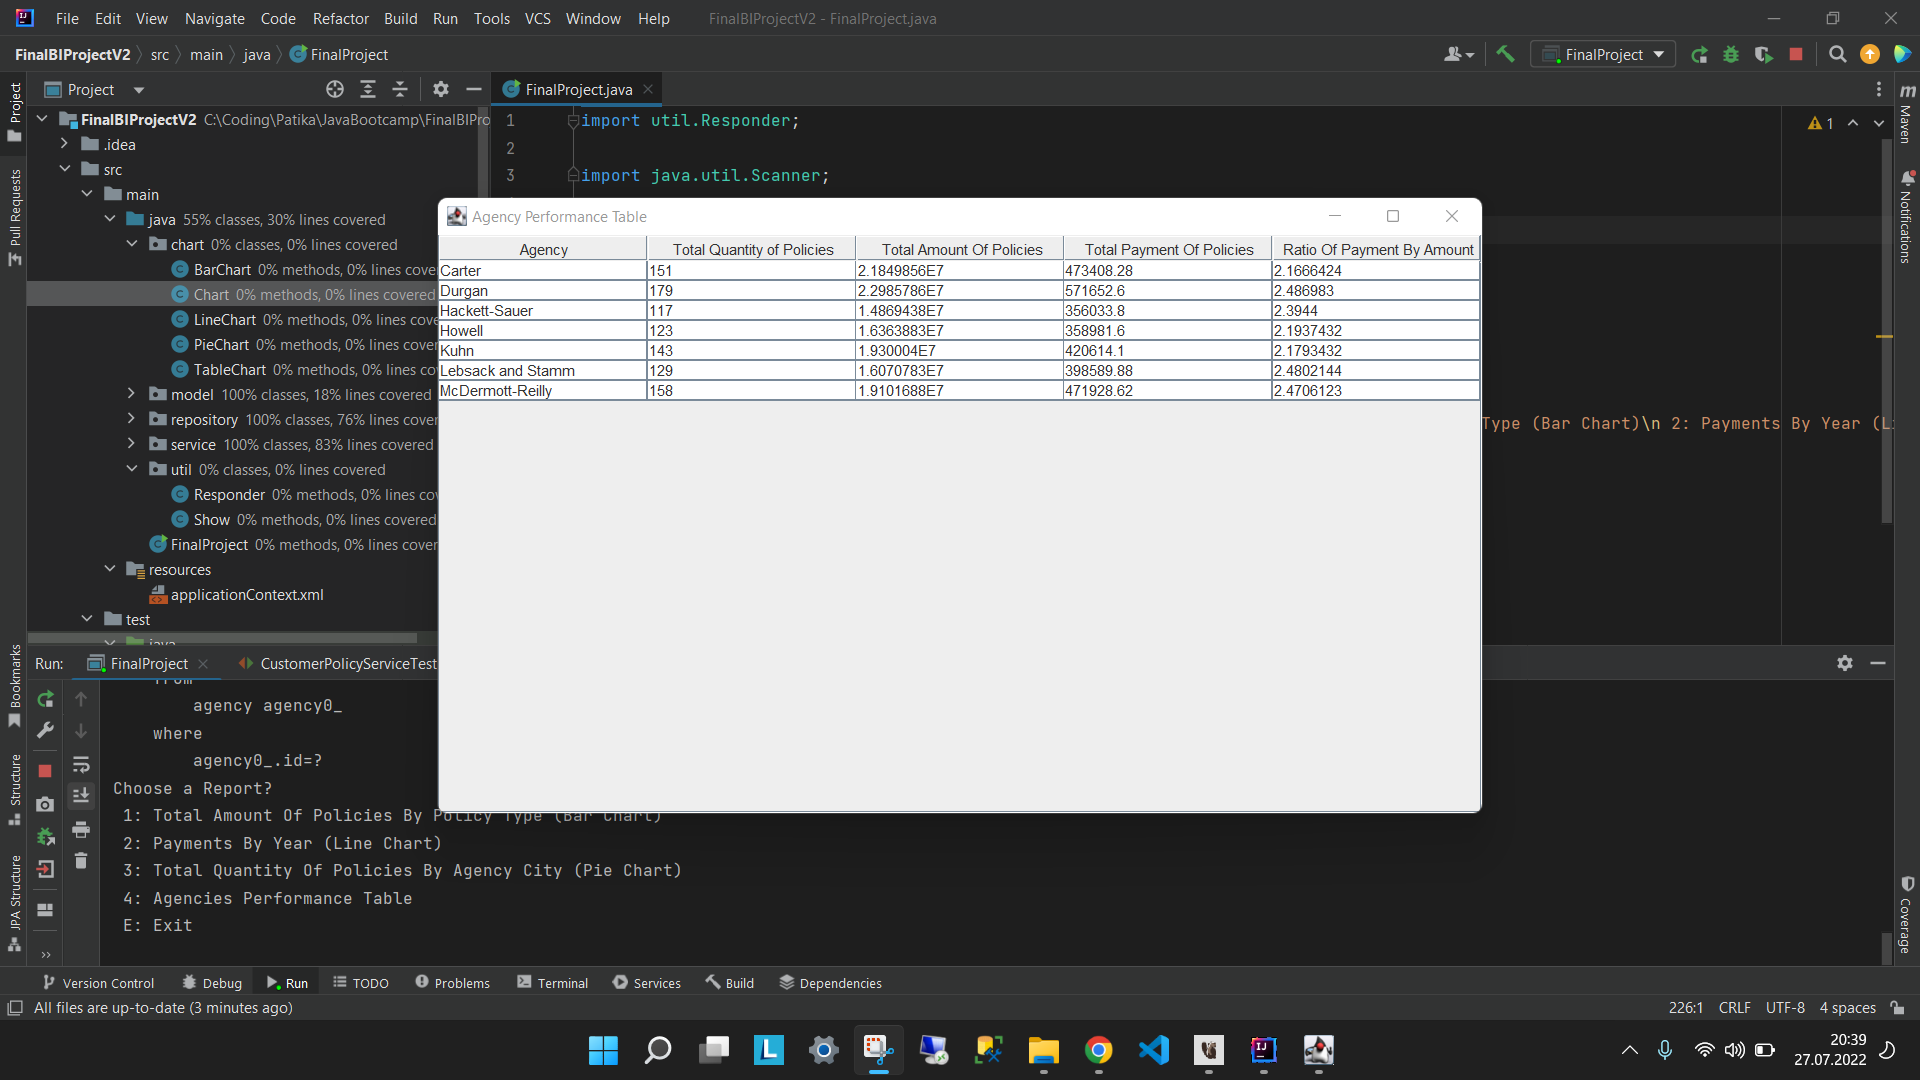 File Edit View Navigate Code Refactor Build Run Tools VCS Window Help FinalBIProjectV2 - FinalProject.java
FinalBIProjectV2 src main java FinalProject
FinalProject
Project
FinalProject.java
Project
Pull Requests
Bookmarks
Structure
JPA Structure
FinalBIProjectV2 C:\Coding\Patika\JavaBootcamp\FinalBIPro
.idea
src
main
java 55% classes, 30% lines covered
chart 0% classes, 0% lines covered
BarChart 0% methods, 0% lines cove
Chart 0% methods, 0% lines covered
LineChart 0% methods, 0% lines cov
PieChart 0% methods, 0% lines cove
TableChart 0% methods, 0% lines co
model 100% classes, 18% lines covered
repository 100% classes, 76% lines covered
service 100% classes, 83% lines covered
util 0% classes, 0% lines covered
Responder 0% methods, 0% lines co
Show 0% methods, 0% lines covered
FinalProject 0% methods, 0% lines cover
resources
applicationContext.xml
test
java
1 import util.Responder;
2
3 import java.util.Scanner;
1
Type (Bar Chart)\n 2: Payments By Year (L
Maven
Notifications
Coverage
Agency Performance Table
Agency Total Quantity of Policies Total Amount Of Policies Total Payment Of Policies Ratio Of Payment By Amount
Carter 151 2.1849856E7 473408.28 2.1666424
Durgan 179 2.2985786E7 571652.6 2.486983
Hackett-Sauer 117 1.4869438E7 356033.8 2.3944
Howell 123 1.6363883E7 358981.6 2.1937432
Kuhn 143 1.930004E7 420614.1 2.1793432
Lebsack and Stamm 129 1.6070783E7 398589.88 2.4802144
McDermott-Reilly 158 1.9101688E7 471928.62 2.4706123
Run: FinalProject CustomerPolicyServiceTest
from
agency agency0_
where
agency0_.id=?
Choose a Report?
1: Total Amount Of Policies By Policy Type (Bar Chart)
2: Payments By Year (Line Chart)
3: Total Quantity Of Policies By Agency City (Pie Chart)
4: Agencies Performance Table
E: Exit
Version Control Debug Run TODO Problems Terminal Services Build Dependencies
All files are up-to-date (3 minutes ago) 226:1 CRLF UTF-8 4 spaces
20:39
27.07.2022